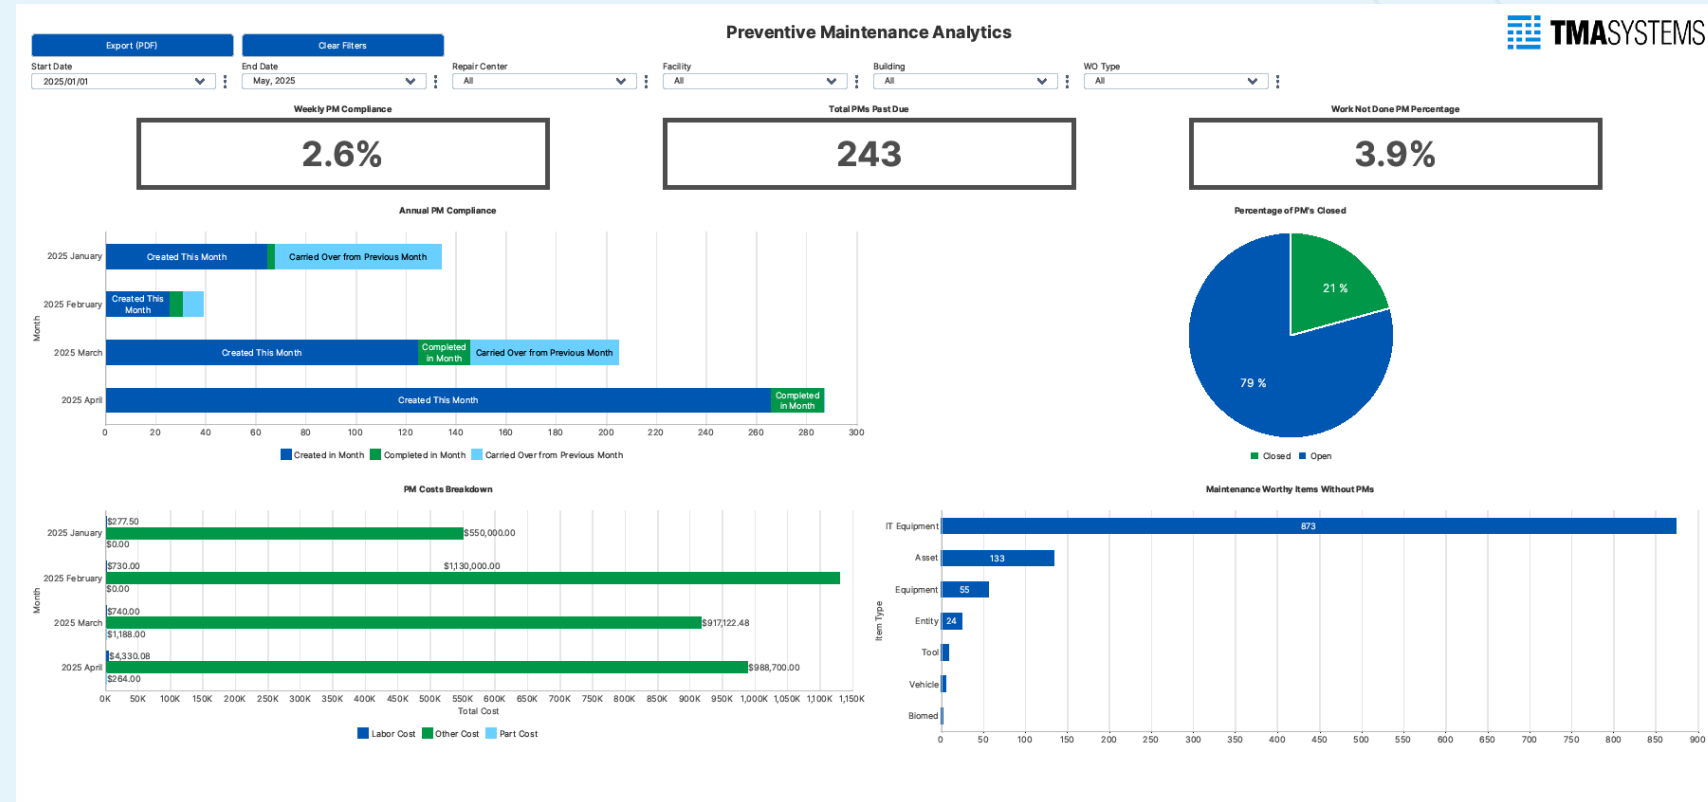 Preventive Maintenance Analytics
TMASYSTEMS
Export (PDF)
Clear Filters
Start Date
End Date
Repair Center
Facility
Building
WO Type
2025/01/01
May, 2025
All
All
All
All
Weekly PM Compliance
Total PMs Past Due
Work Not Done PM Percentage
2.6%
243
3.9%
Annual PM Compliance
Month
2025 January
Created This Month
Carried Over from Previous Month
2025 February
Created This
Month
2025 March
Created This Month
Completed
in Month
Carried Over from Previous Month
2025 April
Created This Month
Completed
in Month
0 20 40 60 80 100 120 140 160 180 200 220 240 260 280 300
Created in Month Completed in Month Carried Over from Previous Month
Percentage of PM's Closed
21 %
79 %
Closed Open
PM Costs Breakdown
Month
2025 January
$277.50
$550,000.00
$0.00
2025 February
$730.00
$1,130,000.00
$0.00
2025 March
$740.00
$917,122.48
$1,188.00
2025 April
$4,330.08
$988,700.00
$264.00
0K 50K 100K 150K 200K 250K 300K 350K 400K 450K 500K 550K 600K 650K 700K 750K 800K 850K 900K 950K 1,000K 1,050K 1,100K 1,150K
Total Cost
Labor Cost Other Cost Part Cost
Maintenance Worthy Items Without PMs
Item Type
IT Equipment
873
Asset
133
Equipment
55
Entity
24
Tool
Vehicle
Biomed
0 50 100 150 200 250 300 350 400 450 500 550 600 650 700 750 800 850 900